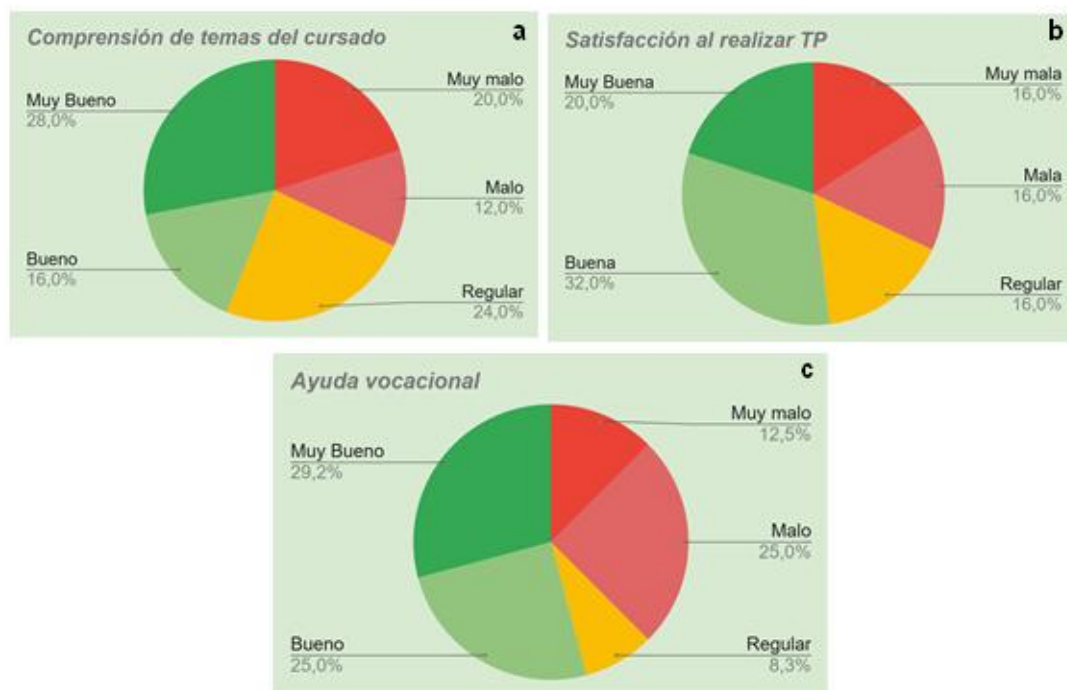 Comprensión de temas del cursado
a
Muy Bueno
28,0%
Muy malo
20,0%
Malo
12,0%
Bueno
16,0%
Regular
24,0%
Satisfacción al realizar TP
b
Muy Buena
20,0%
Muy mala
16,0%
Mala
16,0%
Buena
32,0%
Regular
16,0%
Ayuda vocacional
c
Muy malo
12,5%
Muy Bueno
29,2%
Malo
25,0%
Bueno
25,0%
Regular
8,3%